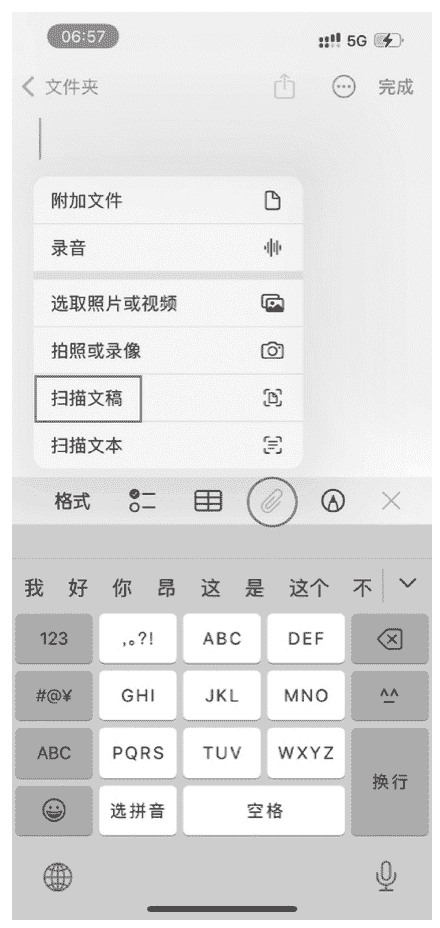 06:57 5G
文件夹 完成
附加文件
录音
选取照片或视频
拍照或录像
扫描文稿
扫描文本
格式
我 好 你 昂 这 是 这个 不
123 ,。?! ABC DEF
#@¥ GHI JKL MNO ^^
ABC PQRS TUV WXYZ 换行
选拼音 空格